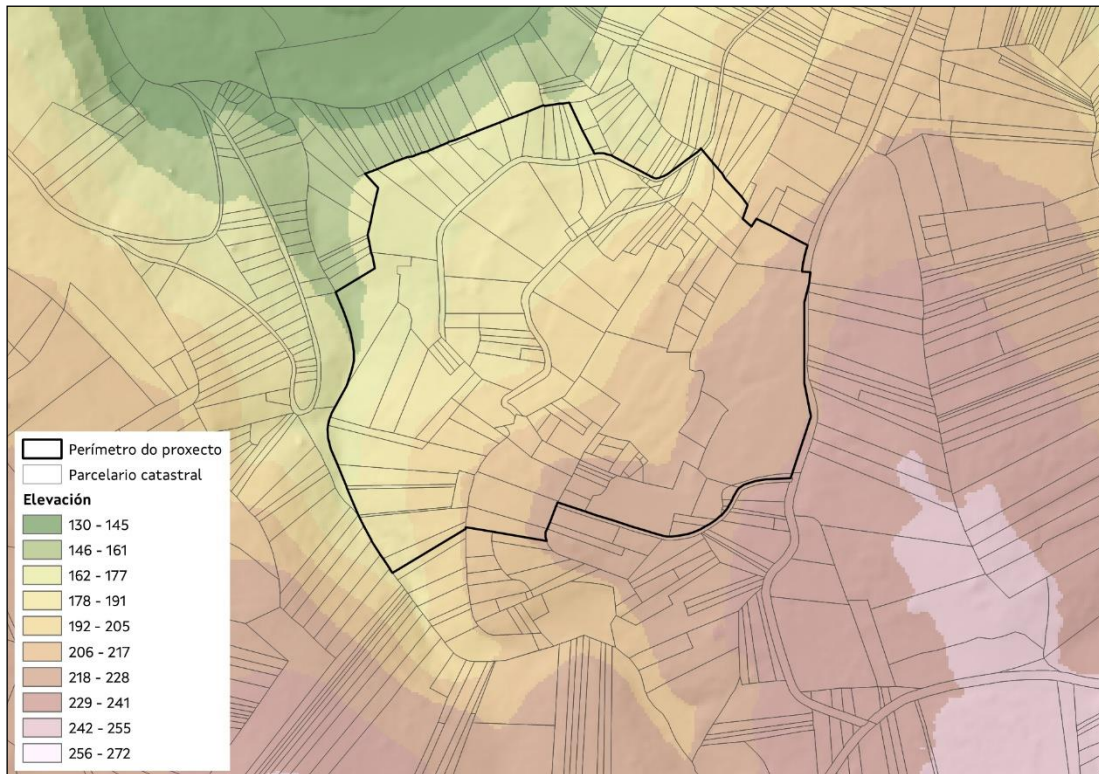 Perímetro do proxecto
Parcelario catastral
Elevación
130 - 145
146 - 161
162 - 177
178 - 191
192 - 205
206 - 217
218 - 228
229 - 241
242 - 255
256 - 272